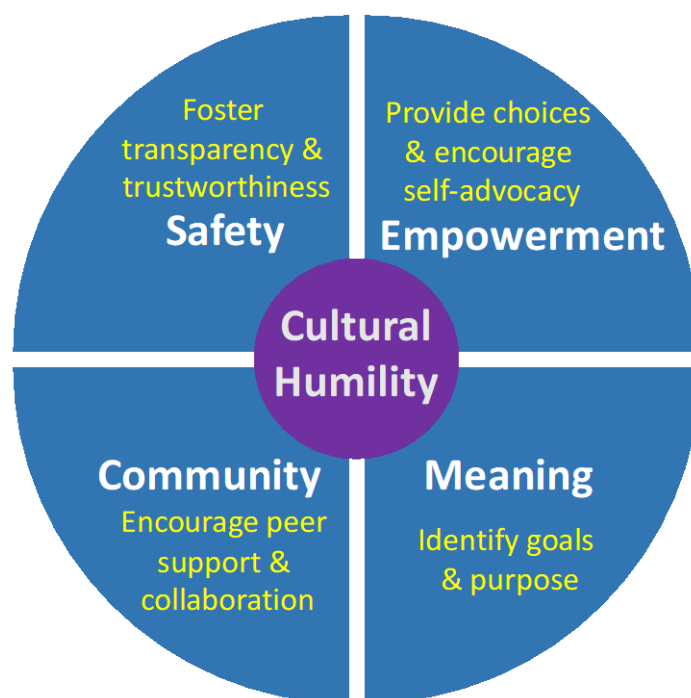 Foster
transparency &
trustworthiness
Safety
Provide choices
& encourage
self-advocacy
Empowerment
Cultural
Humility
Community
Encourage peer
support &
collaboration
Meaning
Identify goals
& purpose